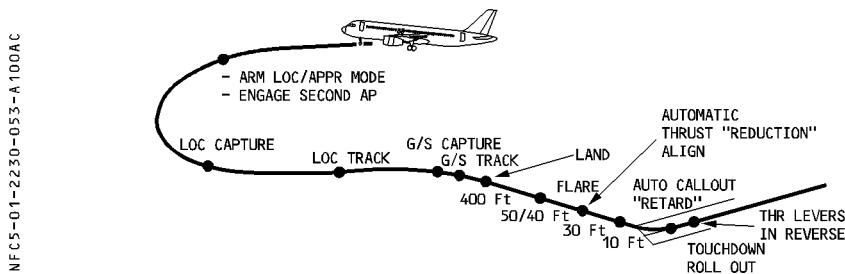 NFC5-01-2230-053-A100AC
- ARM LOC/APPR MODE
- ENGAGE SECOND AP
LOC CAPTURE
LOC TRACK
G/S CAPTURE
G/S TRACK
LAND
400 Ft
50/40 Ft
FLARE
30 Ft
AUTOMATIC
THRUST "REDUCTION"
ALIGN
10 Ft
AUTO CALLOUT
"RETARD"
THR LEVERS
IN REVERSE
TOUCHDOWN
ROLL OUT